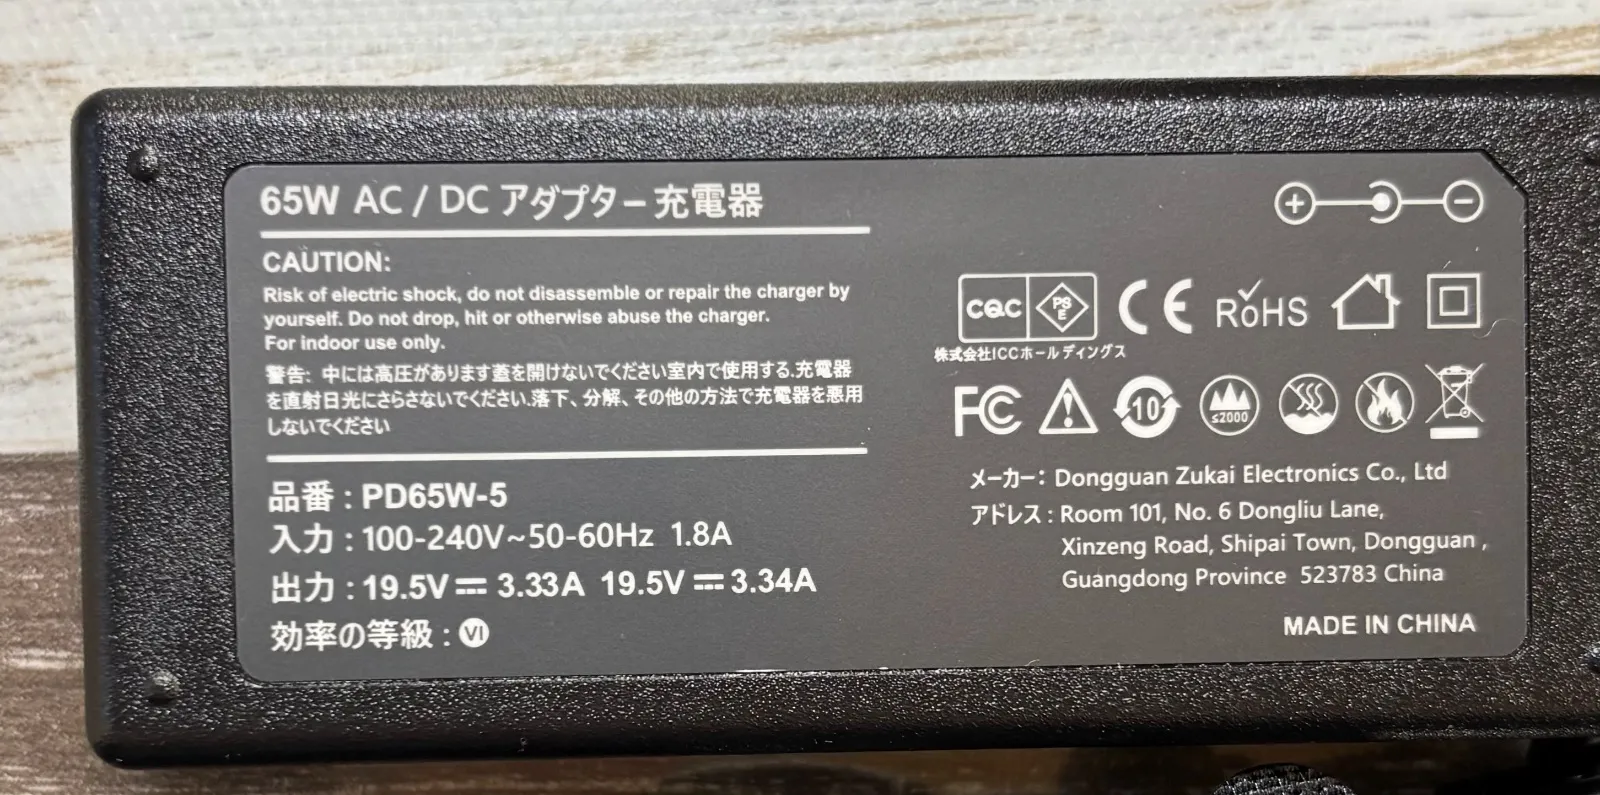 65W AC / DC アダプター充電器
CAUTION:
Risk of electric shock, do not disassemble or repair the charger by
yourself. Do not drop, hit or otherwise abuse the charger.
For indoor use only.
警告: 中には高圧があります蓋を開けないでください室内で使用する.充電器
を直射日光にさらさないでください.落下、分解、その他の方法で充電器を悪用
しないでください
品番 : PD65W-5
入力 : 100-240V~50-60Hz 1.8A
出力 : 19.5V⎓ 3.33A 19.5V⎓3.34A
効率の等級 : Ⅵ
+ −
CQC PSE CE RoHS
株式会社ICCホールディングス
FC 10 ≤2000
メーカー: Dongguan Zukai Electronics Co., Ltd
アドレス : Room 101, No. 6 Dongliu Lane,
Xinzeng Road, Shipai Town, Dongguan ,
Guangdong Province 523783 China
MADE IN CHINA